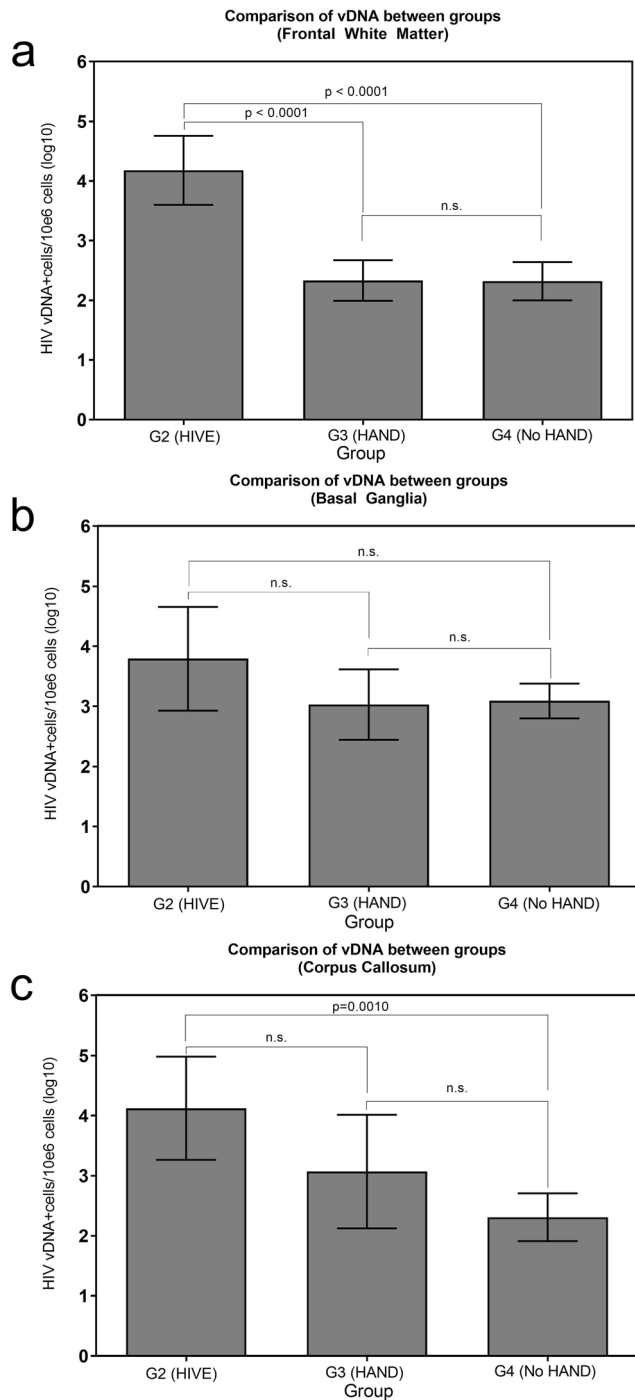 Comparison of vDNA between groups
(Frontal White Matter)
a
6
5
4
3
2
1
0
HIV vDNA+cells/10e6 cells (log10)
p < 0.0001
p < 0.0001
n.s.
G2 (HIVE)
G3 (HAND)
G4 (No HAND)
Group
Comparison of vDNA between groups
(Basal Ganglia)
b
6
5
4
3
2
1
0
HIV vDNA+cells/10e6 cells (log10)
n.s.
n.s.
n.s.
G2 (HIVE)
G3 (HAND)
G4 (No HAND)
Group
Comparison of vDNA between groups
(Corpus Callosum)
c
6
5
4
3
2
1
0
HIV vDNA+cells/10e6 cells (log10)
p=0.0010
n.s.
n.s.
G2 (HIVE)
G3 (HAND)
G4 (No HAND)
Group